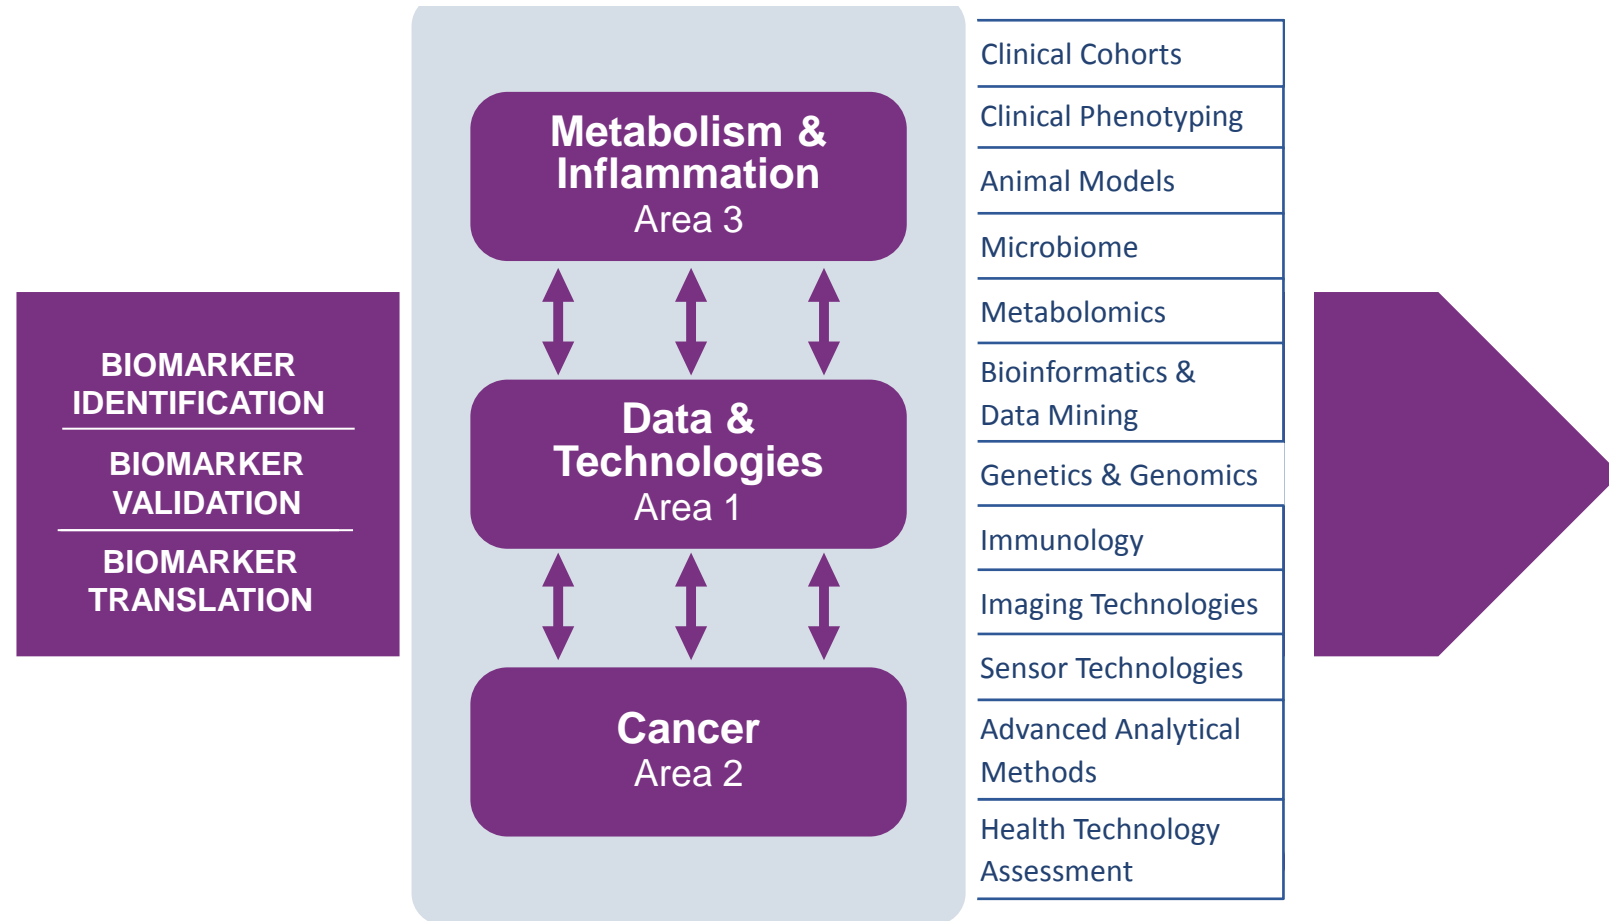 BIOMARKER
IDENTIFICATION
BIOMARKER
VALIDATION
BIOMARKER
TRANSLATION
Metabolism &
Inflammation
Area 3
Data &
Technologies
Area 1
Cancer
Area 2
Clinical Cohorts
Clinical Phenotyping
Animal Models
Microbiome
Metabolomics
Bioinformatics &
Data Mining
Genetics & Genomics
Immunology
Imaging Technologies
Sensor Technologies
Advanced Analytical
Methods
Health Technology
Assessment